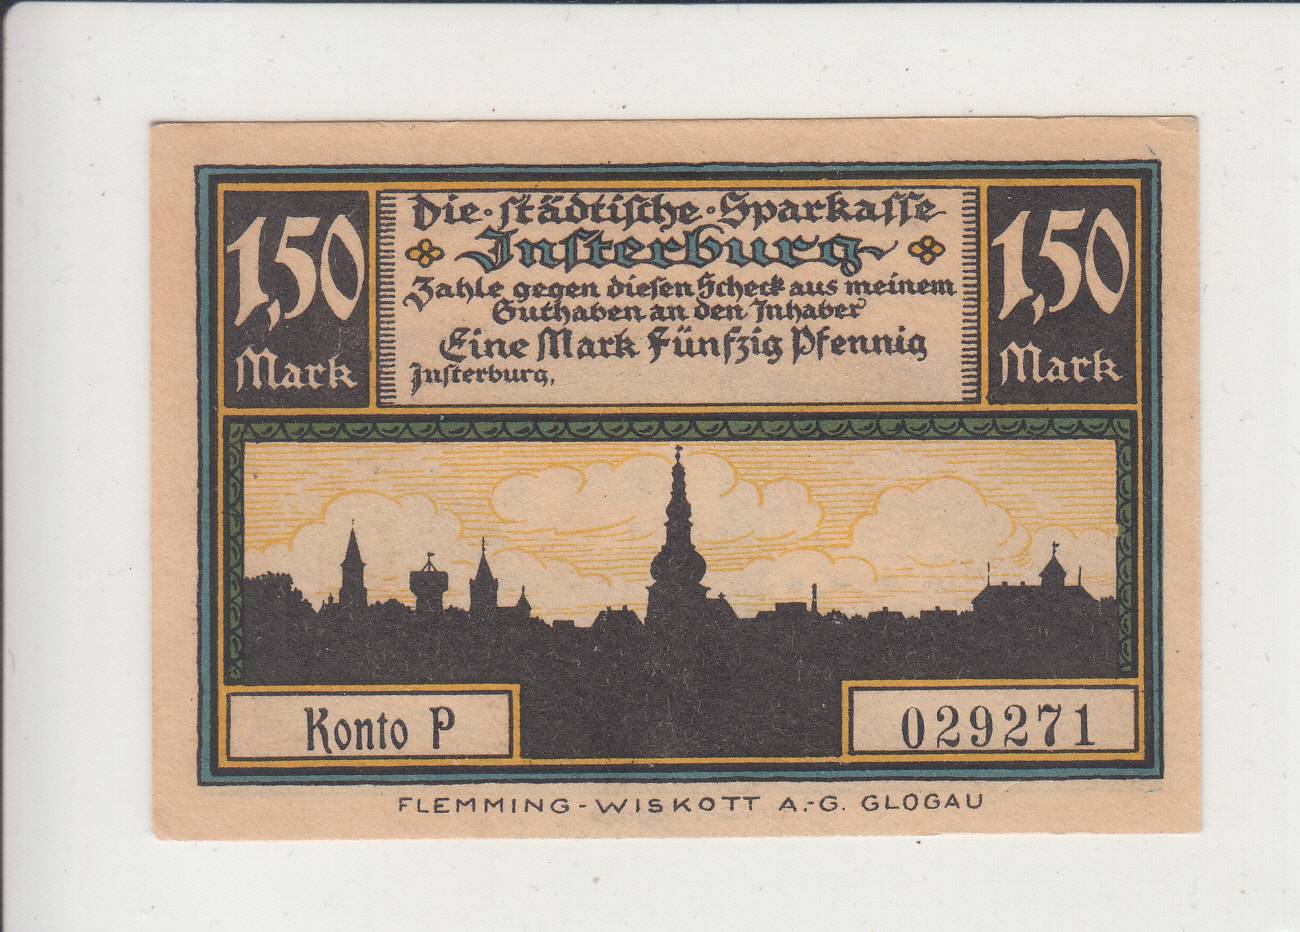 1,50
Mark
Die · städtische · Sparkasse
Insterburg
Zahle gegen diesen Scheck aus meinem
Guthaben an den Inhaber
Eine Mark Fünfzig Pfennig
Insterburg,
1,50
Mark
Konto P
029271
FLEMMING-WISKOTT A.-G. GLOGAU